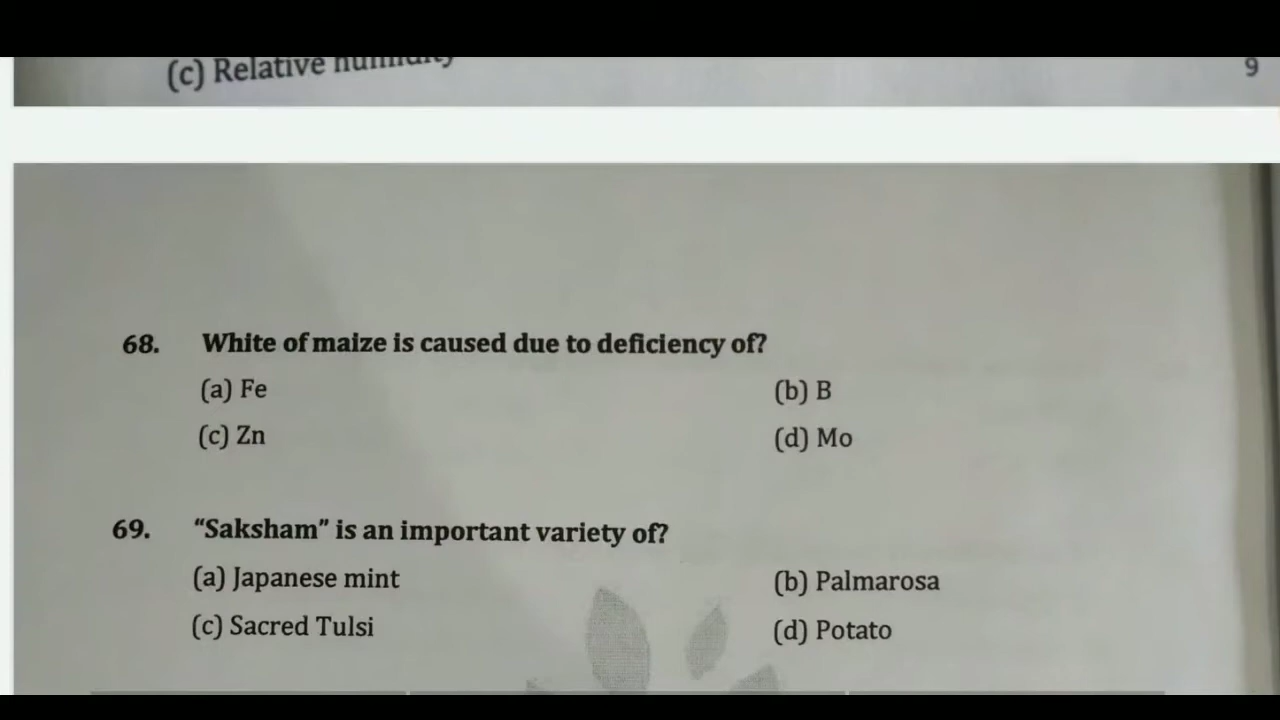 (c) Relative humidity
9
68. White of maize is caused due to deficiency of?
(a) Fe (b) B
(c) Zn (d) Mo
69. "Saksham" is an important variety of?
(a) Japanese mint (b) Palmarosa
(c) Sacred Tulsi (d) Potato